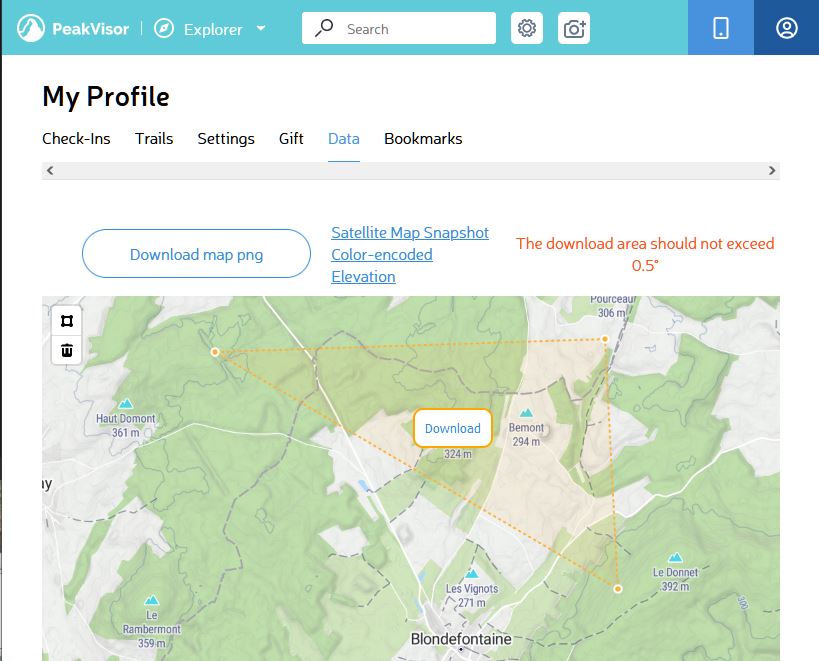 PeakVisor
Explorer
Search
My Profile
Check-Ins Trails Settings Gift Data Bookmarks
Download map png
Satellite Map Snapshot
Color-encoded
Elevation
The download area should not exceed
0.5°
Pourceau
306 m
Haut Domont
361 m
Download
324 m
Bemont
294 m
ay
Le Donnet
392 m
Les Vignots
271 m
300
Le
Rambermont
359 m
Blondefontaine